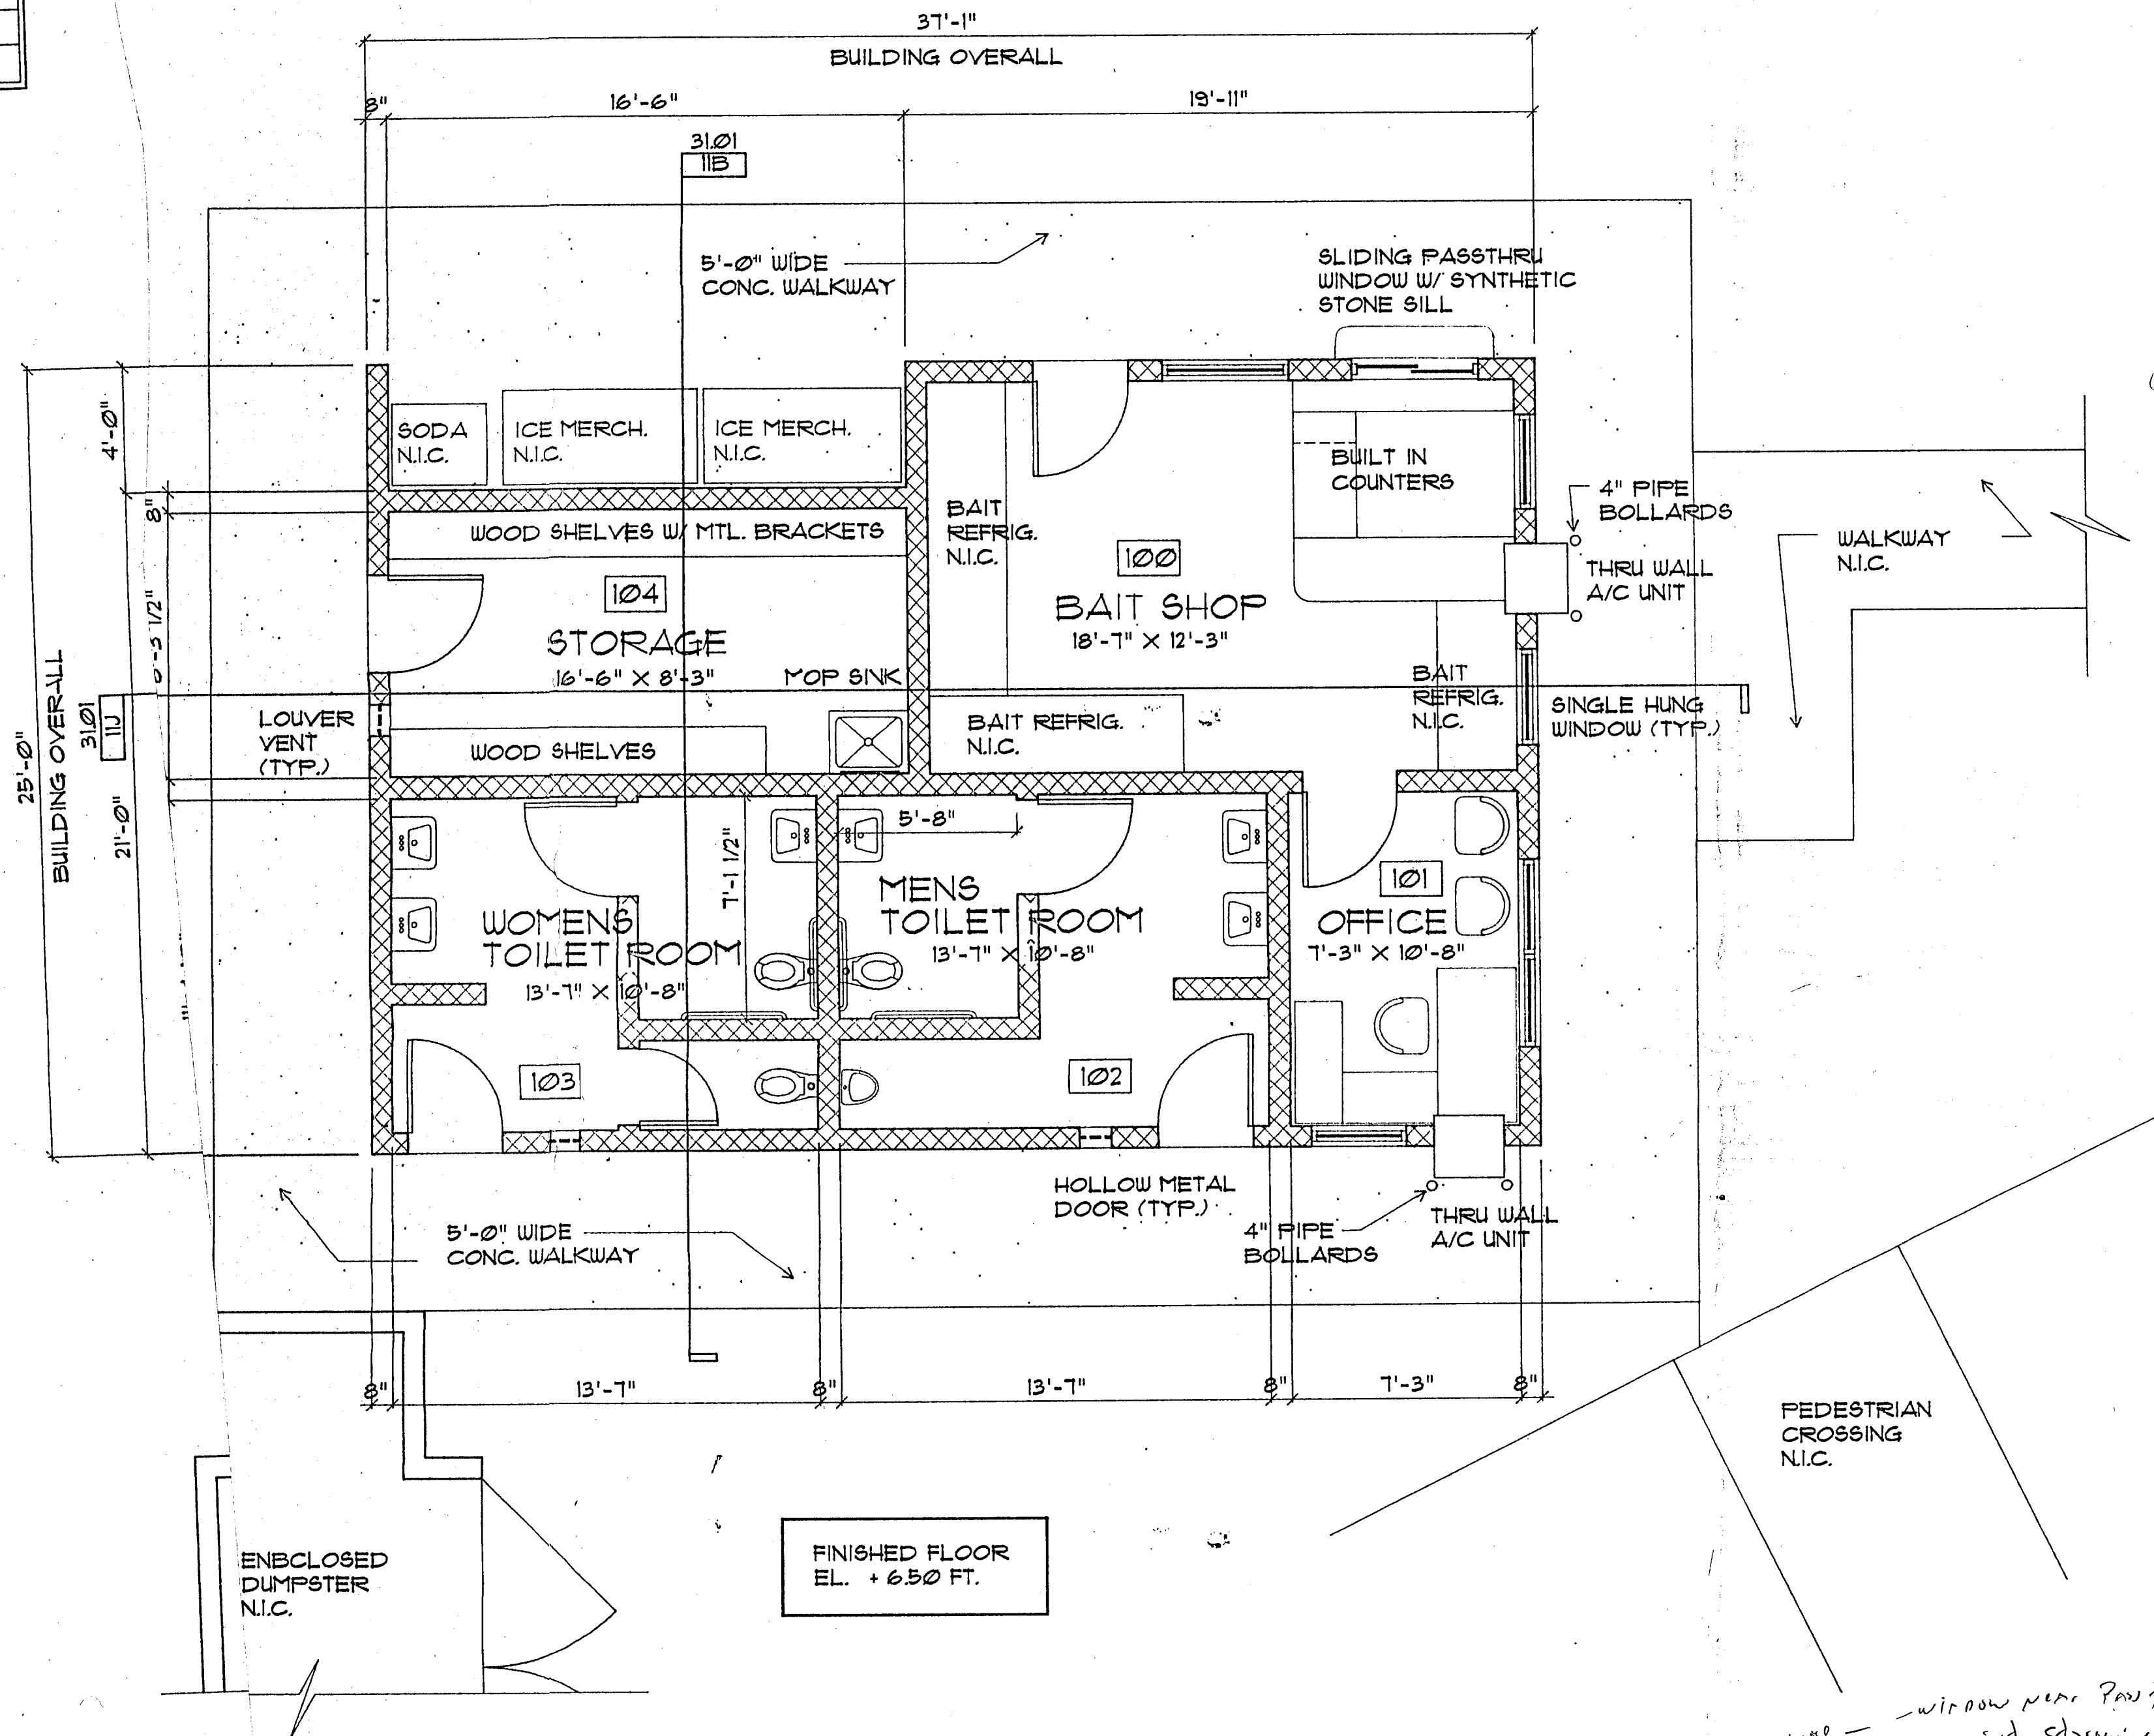 37'-1"
BUILDING OVERALL
8"
16'-6"
19'-11"
31.01
11B
5'-0" WIDE
CONC. WALKWAY
SLIDING PASSTHRU
WINDOW W/ SYNTHETIC
STONE SILL
4'-0"
SODA
N.I.C.
ICE MERCH.
N.I.C.
ICE MERCH.
N.I.C.
BUILT IN
COUNTERS
4" PIPE
BOLLARDS
8"
WOOD SHELVES W/ MTL. BRACKETS
BAIT
REFRIG.
N.I.C.
100
BAIT SHOP
18'-7" X 12'-3"
THRU WALL
A/C UNIT
WALKWAY
N.I.C.
104
STORAGE
16'-6" X 8'-3"
MOP SINK
25'-0"
BUILDING OVERALL
31.01
11J
21'-0"
LOUVER
VENT
(TYP.)
WOOD SHELVES
BAIT REFRIG.
N.I.C.
BAIT
REFRIG.
N.I.C.
SINGLE HUNG
WINDOW (TYP.)
7'-1 1/2"
5'-8"
WOMENS
TOILET ROOM
13'-7" X 10'-8"
MENS
TOILET ROOM
13'-7" X 10'-8"
101
OFFICE
7'-3" X 10'-8"
103
102
HOLLOW METAL
DOOR (TYP.)
5'-0" WIDE
CONC. WALKWAY
4" PIPE
BOLLARDS
THRU WALL
A/C UNIT
8"
13'-7"
8"
13'-7"
8"
7'-3"
8"
PEDESTRIAN
CROSSING
N.I.C.
ENBCLOSED
DUMPSTER
N.I.C.
FINISHED FLOOR
EL. + 6.50 FT.
WINDOW NEAR